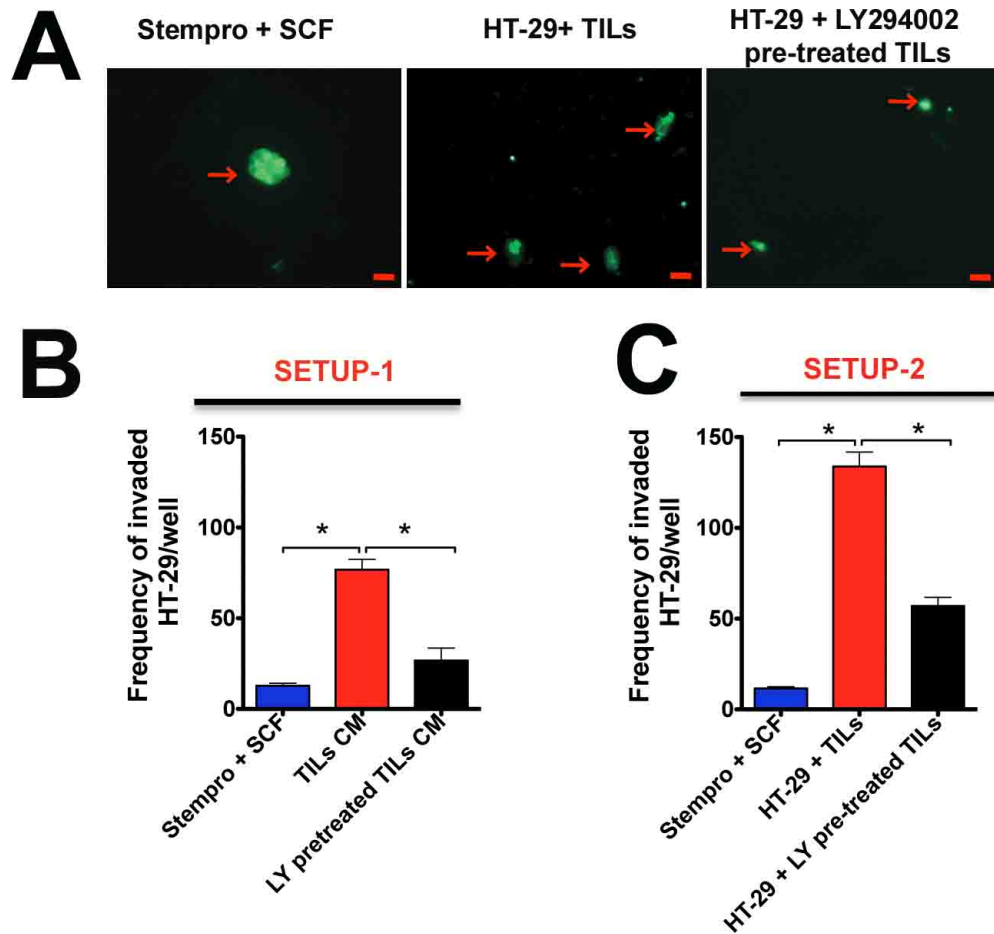 A
Stempro + SCF
HT-29+ TILs
HT-29 + LY294002
pre-treated TILs
B
SETUP-1
Frequency of invaded
HT-29/well
150
100
50
0
*
*
Stempro + SCF
TILs CM
LY pretreated TILs CM
C
SETUP-2
Frequency of invaded
HT-29/well
150
100
50
0
*
*
Stempro + SCF
HT-29 + TILs
HT-29 + LY pre-treated TILs